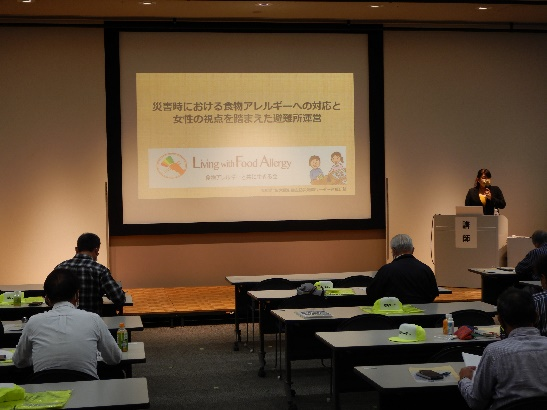 災害時における食物アレルギーへの対応と
女性の視点を踏まえた避難所運営
Living with Food Allergy
講師